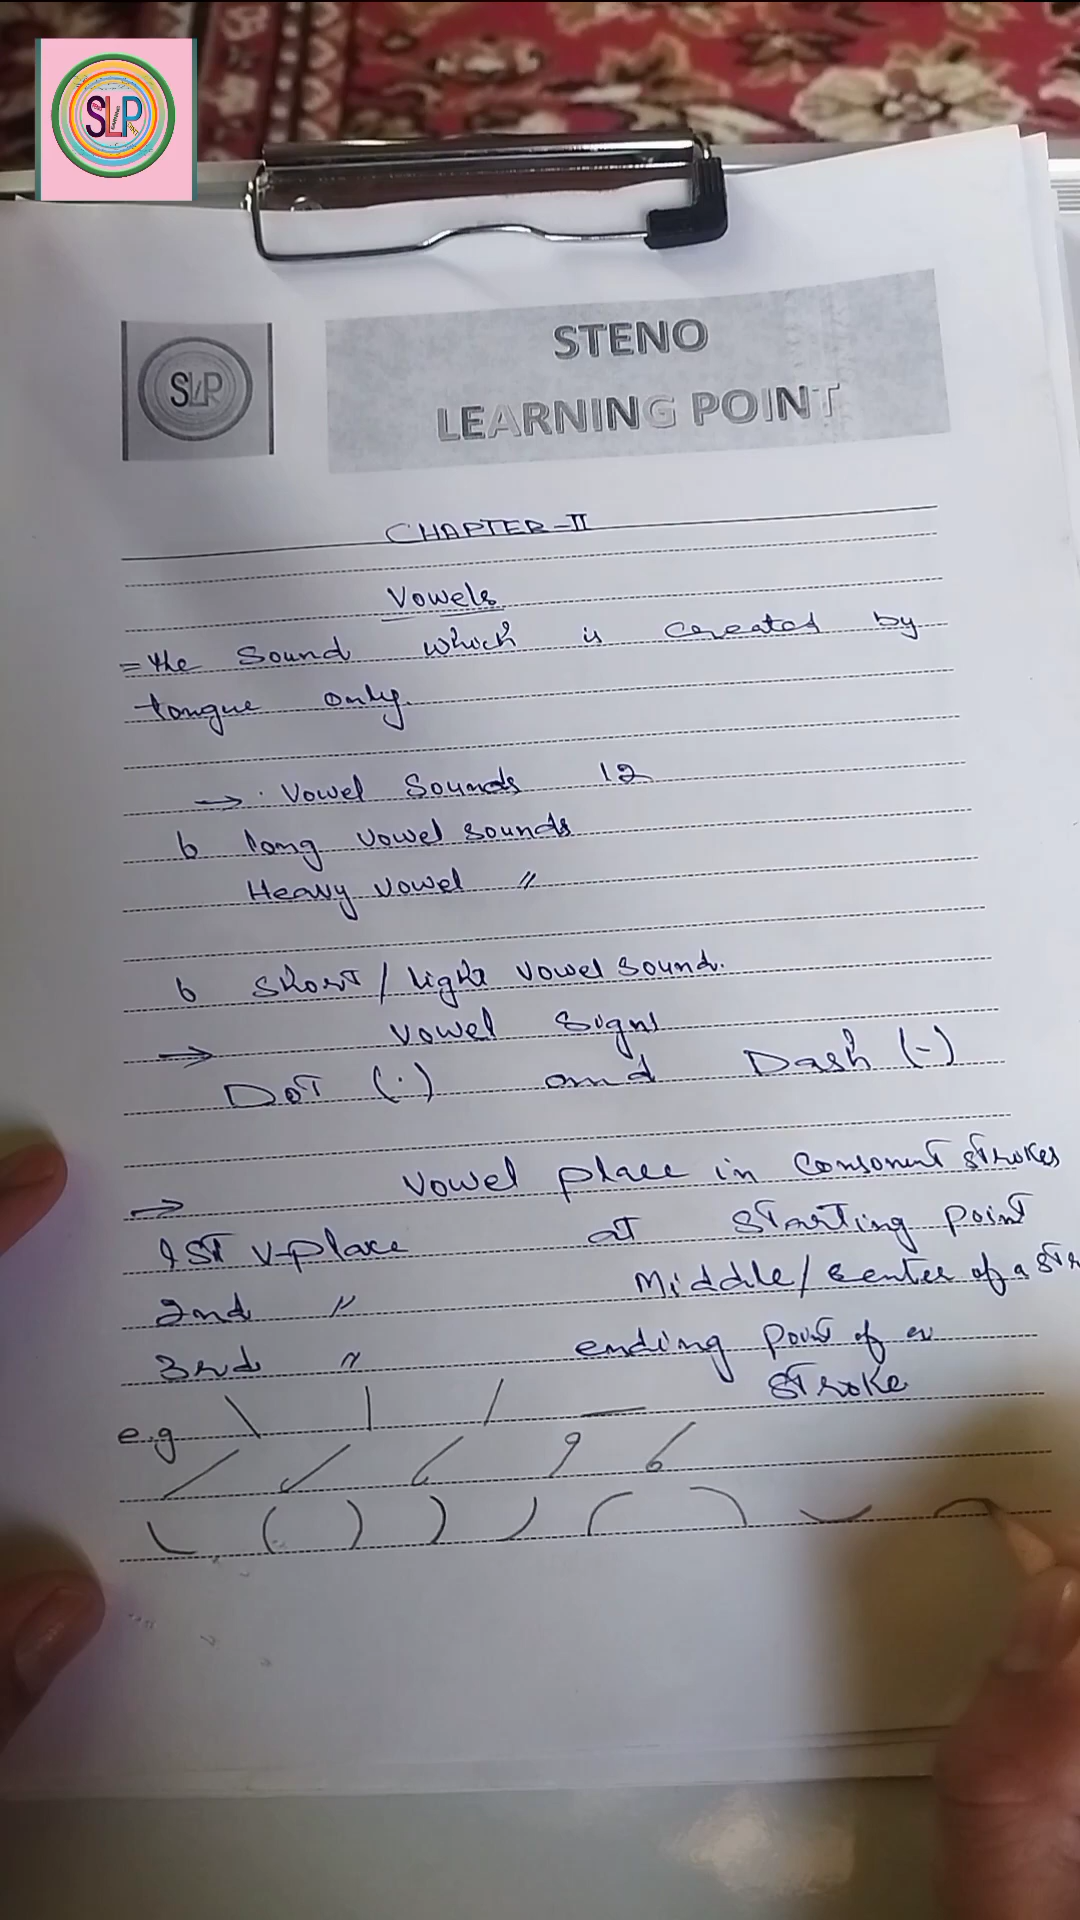 SLP
SLP
STENO
LEARNING POINT
CHAPTER-II
Vowels
=the Sound which is created by
tongue only.
→ Vowel Sounds 12
6 long vowel sounds
Heavy vowel "
6 short/light vowel sound.
→ vowel signs
DOT (.) and Dash (-)
→ vowel place in Consonent strokes
1ST V-place at starting point
2nd " Middle/center of a str
3rd " ending point of a
stroke
e.g